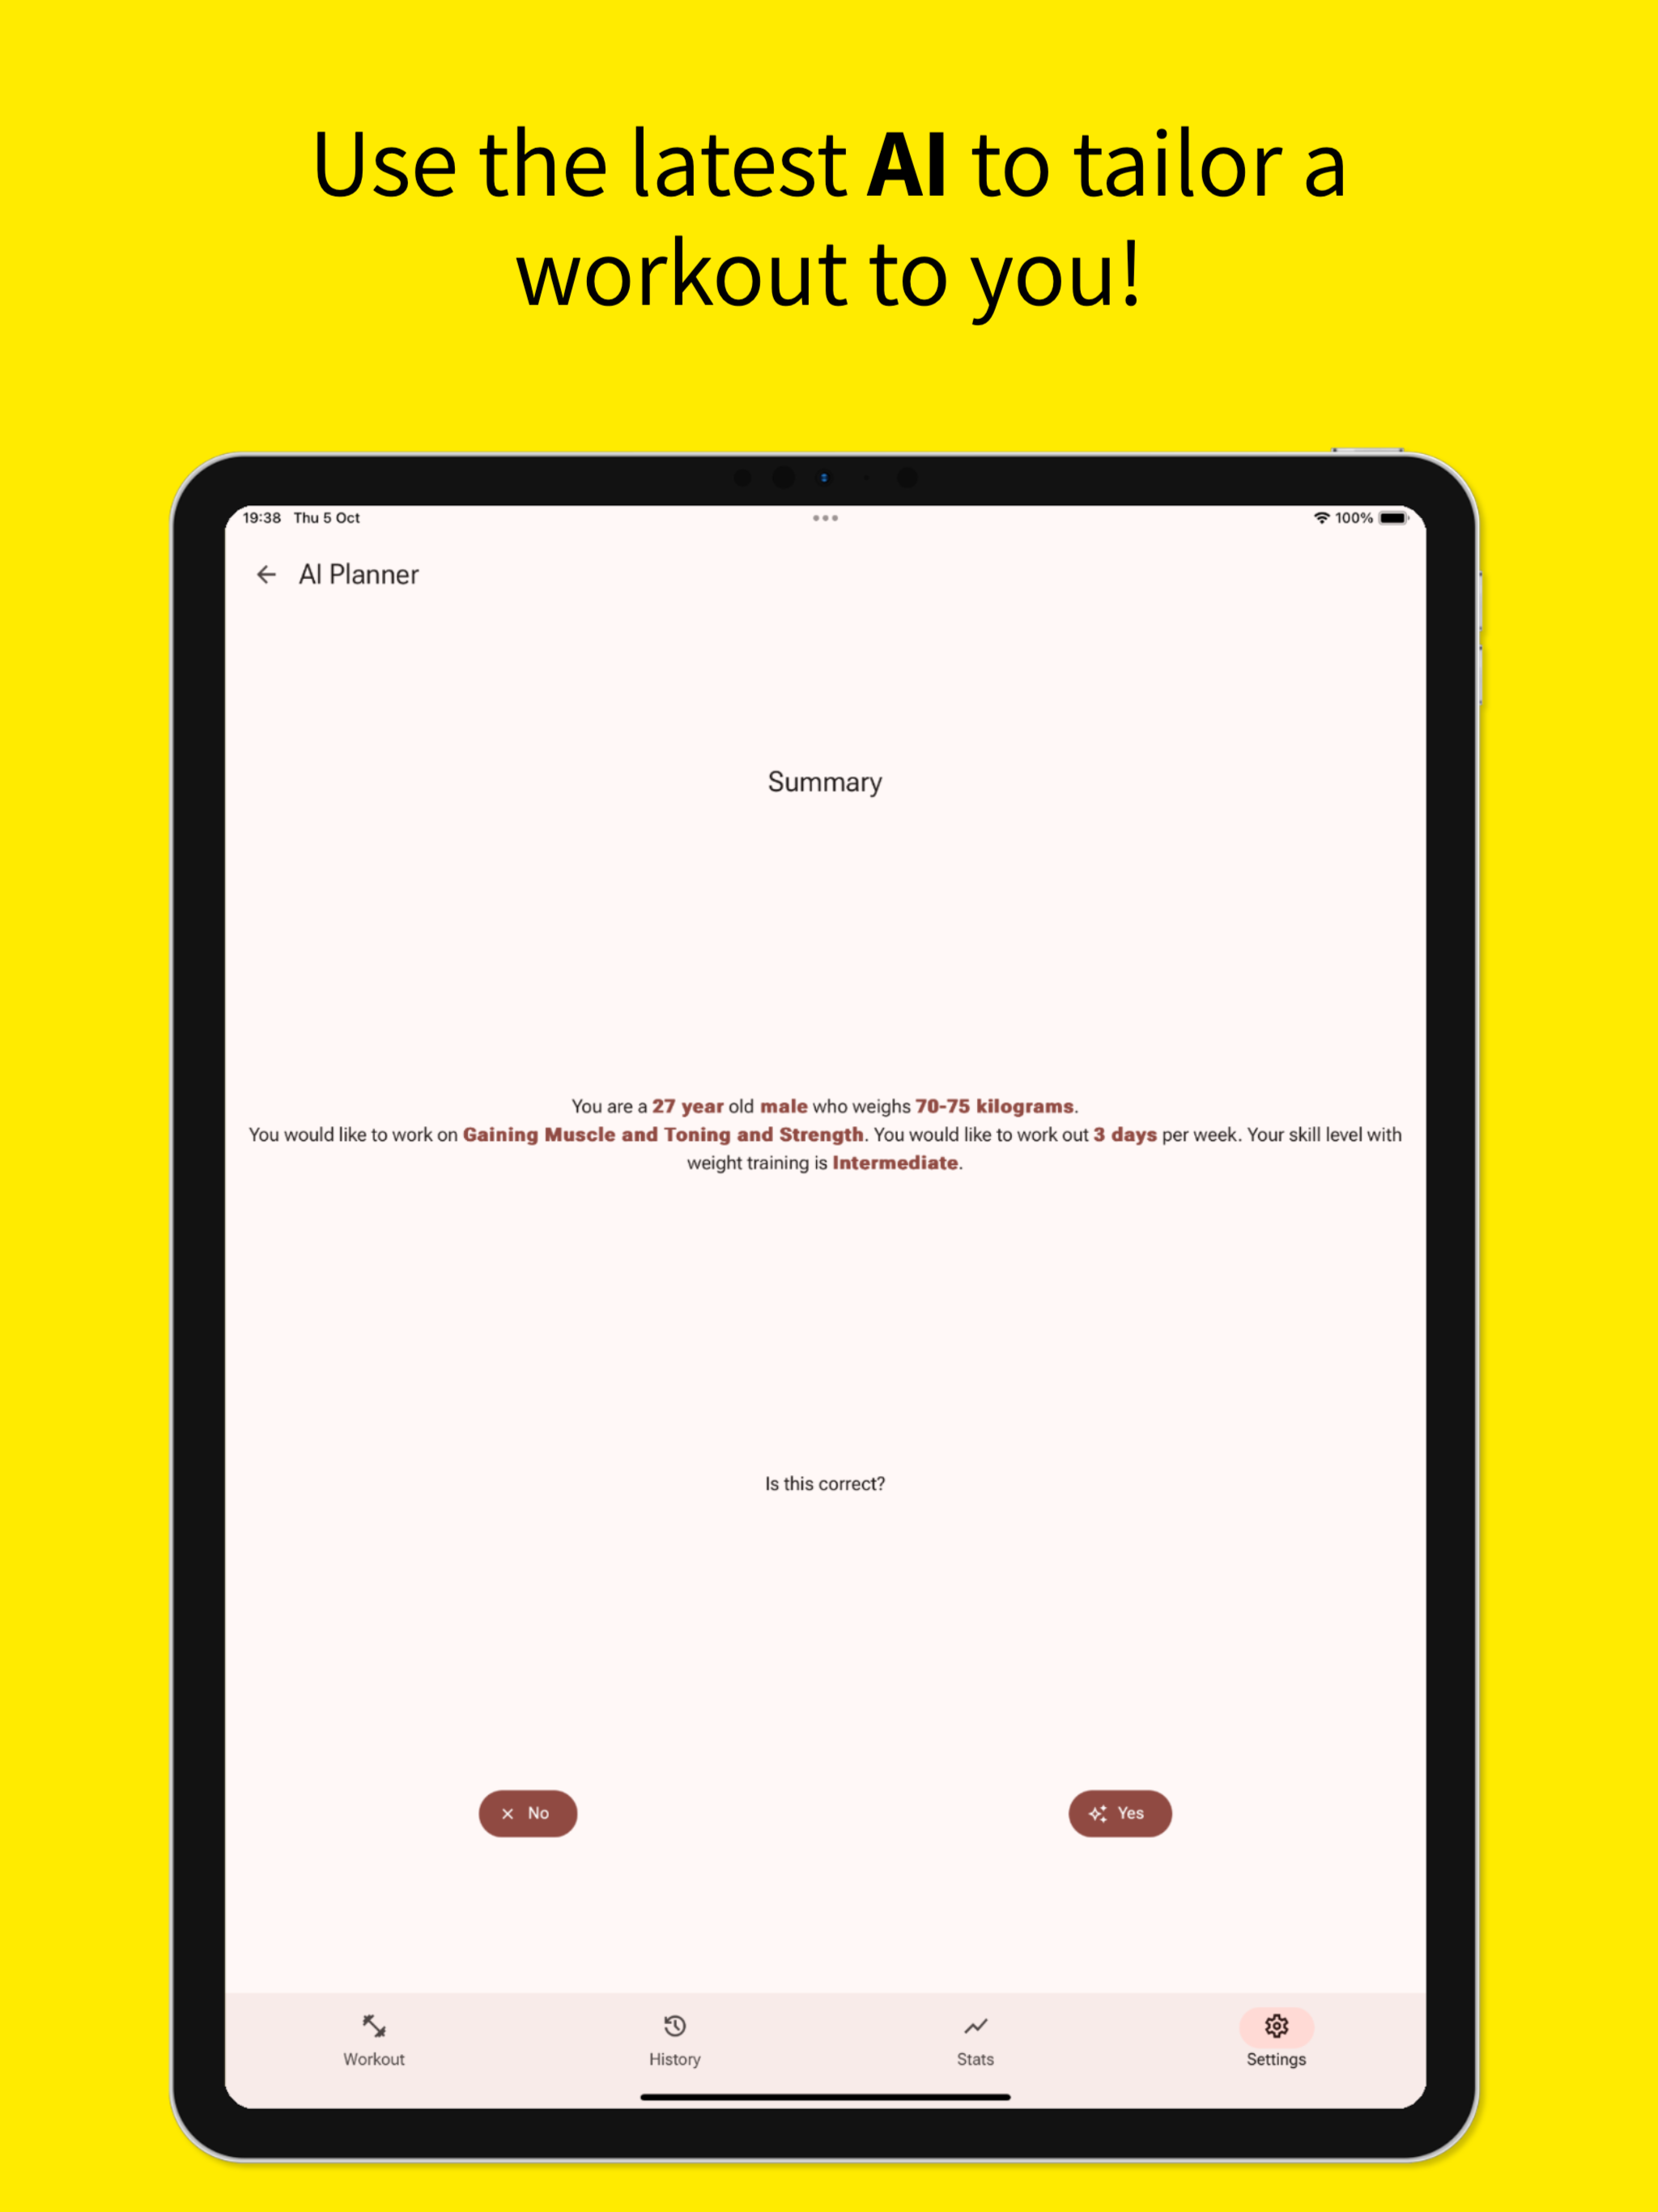 Use the latest AI to tailor a
workout to you!
19:38 Thu 5 Oct
100%
AI Planner
Summary
You are a 27 year old male who weighs 70-75 kilograms.
You would like to work on Gaining Muscle and Toning and Strength. You would like to work out 3 days per week. Your skill level with
weight training is Intermediate.
Is this correct?
No
Yes
Workout
History
Stats
Settings